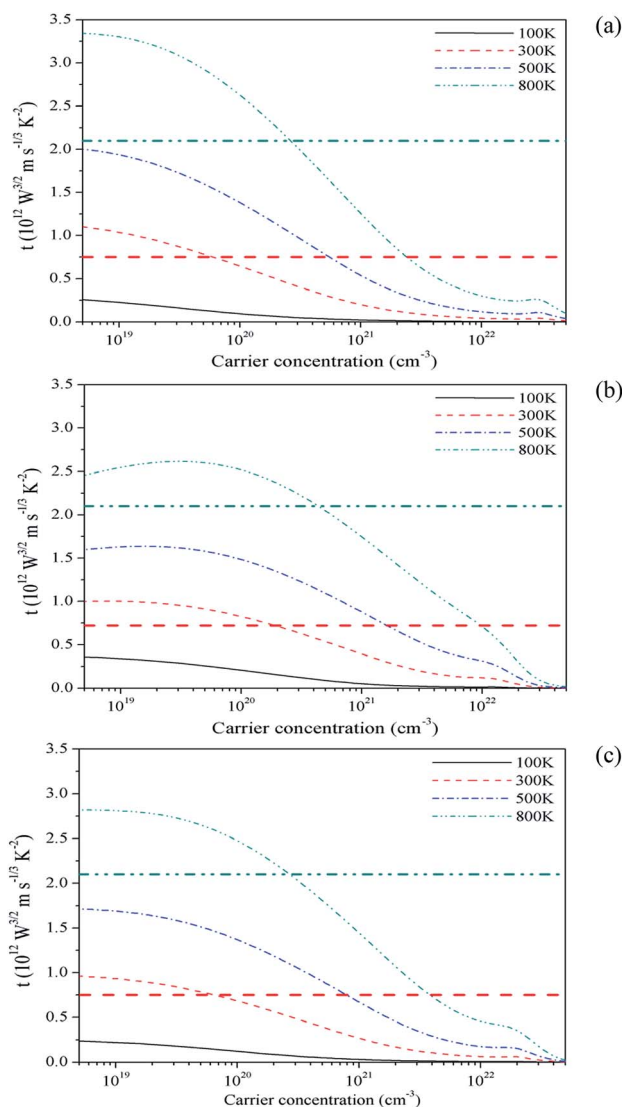 (a)
3.5
3.0
2.5
2.0
1.5
1.0
0.5
0.0
t (10^12 W^3/2 m s^-1/3 K^-2)
100K
300K
500K
800K
10^19
10^20
10^21
10^22
Carrier concentration (cm^-3)
(b)
3.5
3.0
2.5
2.0
1.5
1.0
0.5
0.0
t (10^12 W^3/2 m s^-1/3 K^-2)
100K
300K
500K
800K
10^19
10^20
10^21
10^22
Carrier concentration (cm^-3)
(c)
3.5
3.0
2.5
2.0
1.5
1.0
0.5
0.0
t (10^12 W^3/2 m s^-1/3 K^-2)
100K
300K
500K
800K
10^19
10^20
10^21
10^22
Carrier concentration (cm^-3)